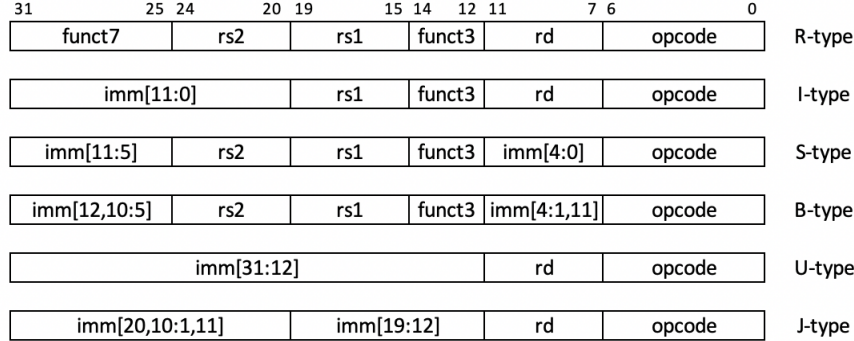 31 25 24 20 19 15 14 12 11 7 6 0
funct7 rs2 rs1 funct3 rd opcode R-type
imm[11:0] rs1 funct3 rd opcode I-type
imm[11:5] rs2 rs1 funct3 imm[4:0] opcode S-type
imm[12,10:5] rs2 rs1 funct3 imm[4:1,11] opcode B-type
imm[31:12] rd opcode U-type
imm[20,10:1,11] imm[19:12] rd opcode J-type